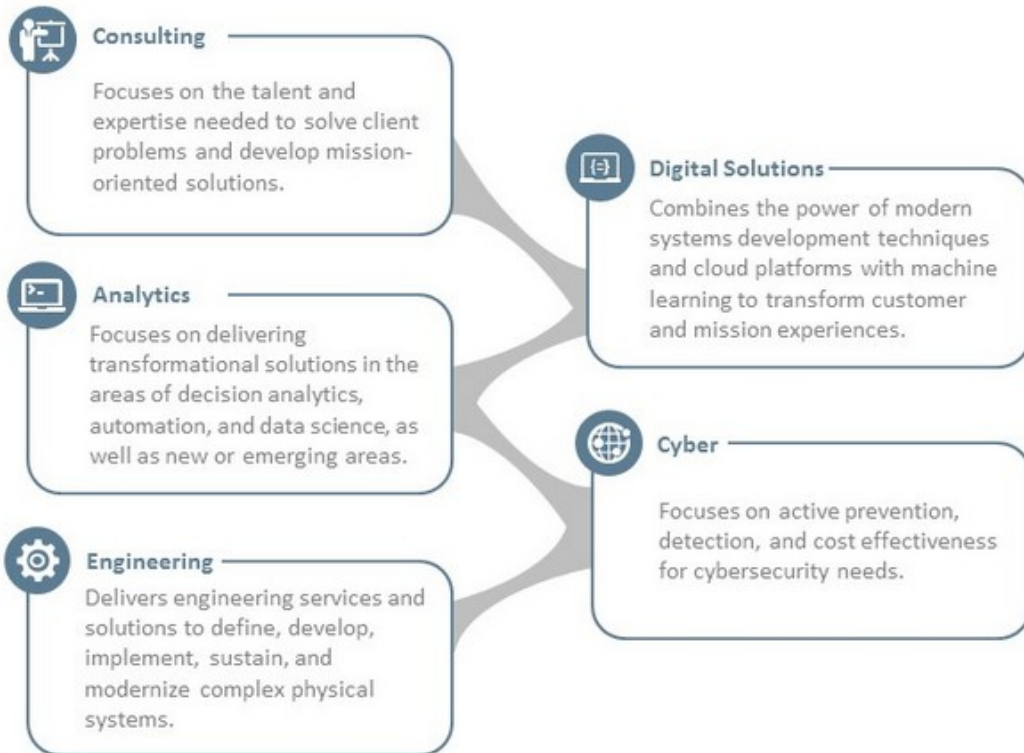 Consulting
Focuses on the talent and
expertise needed to solve client
problems and develop mission-
oriented solutions.
Digital Solutions
Combines the power of modern
systems development techniques
and cloud platforms with machine
learning to transform customer
and mission experiences.
Analytics
Focuses on delivering
transformational solutions in the
areas of decision analytics,
automation, and data science, as
well as new or emerging areas.
Cyber
Focuses on active prevention,
detection, and cost effectiveness
for cybersecurity needs.
Engineering
Delivers engineering services and
solutions to define, develop,
implement, sustain, and
modernize complex physical
systems.